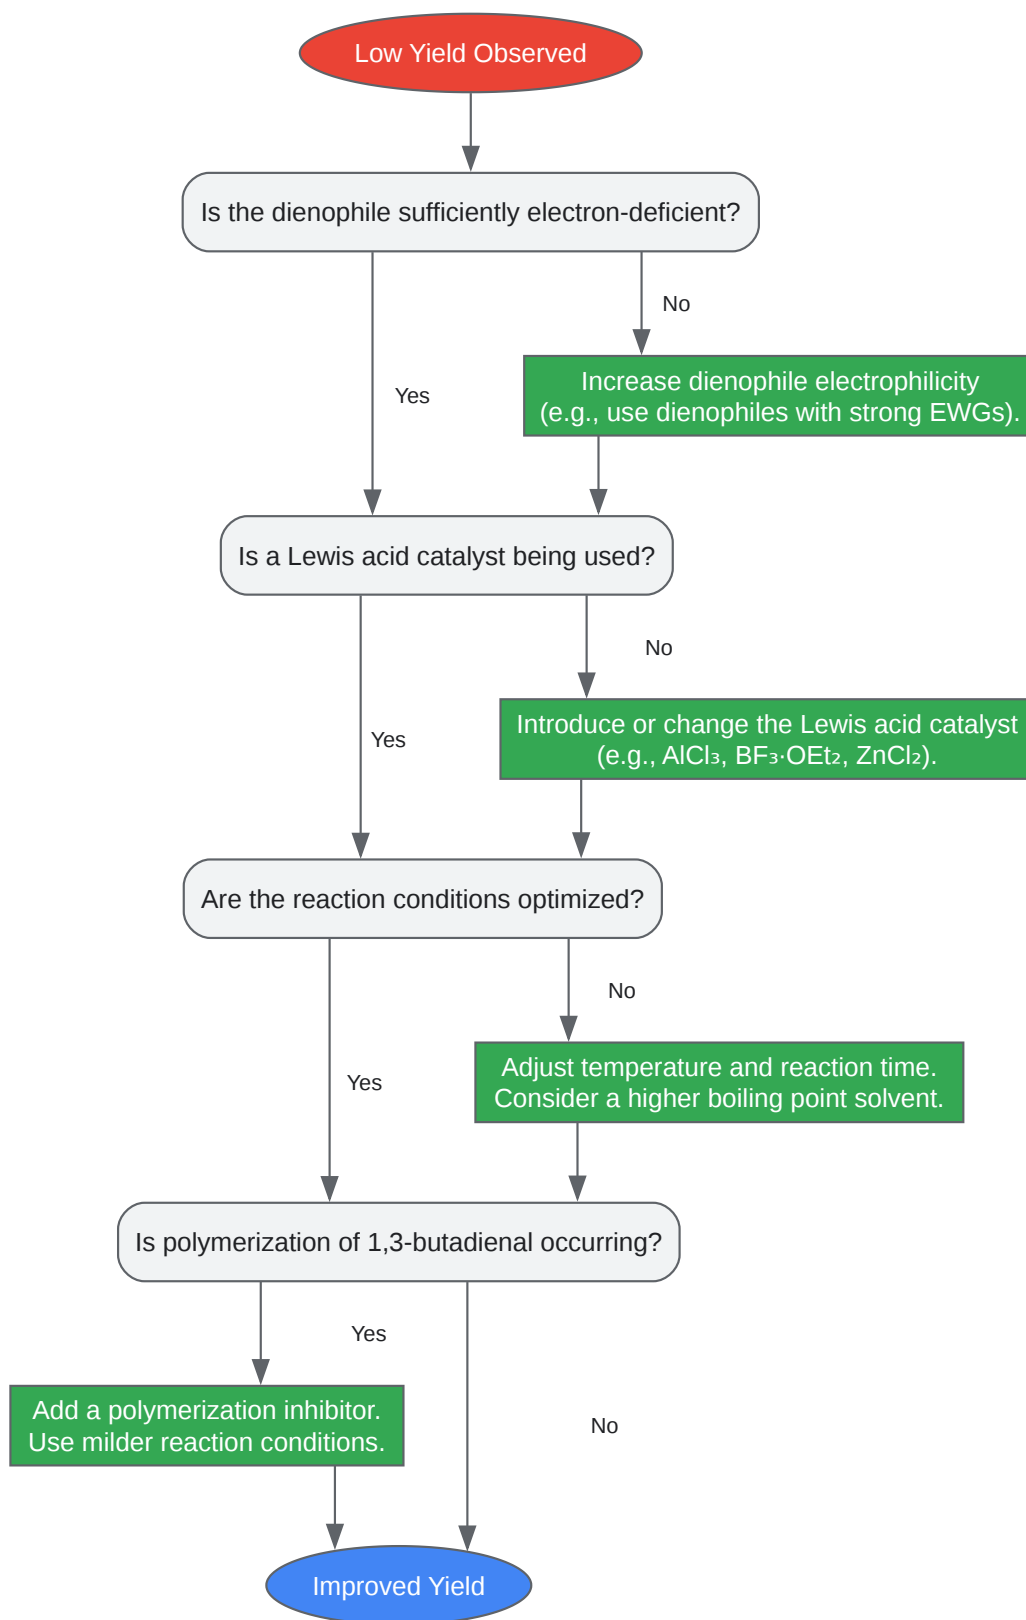 Low Yield Observed
Is the dienophile sufficiently electron-deficient?
No
Increase dienophile electrophilicity
(e.g., use dienophiles with strong EWGs).
Yes
Is a Lewis acid catalyst being used?
No
Introduce or change the Lewis acid catalyst
(e.g., AlCl₃, BF₃·OEt₂, ZnCl₂).
Yes
Are the reaction conditions optimized?
No
Adjust temperature and reaction time.
Consider a higher boiling point solvent.
Yes
Is polymerization of 1,3-butadienal occurring?
Yes
Add a polymerization inhibitor.
Use milder reaction conditions.
No
Improved Yield